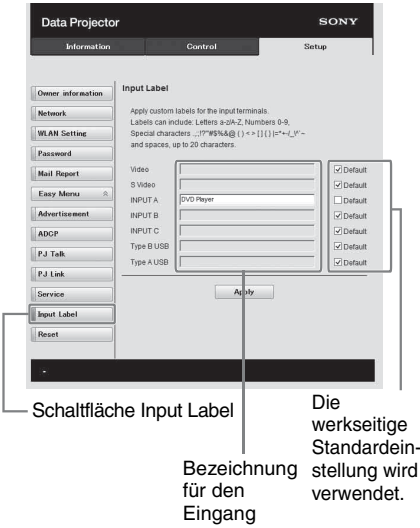 Data Projector
SONY
Information
Control
Setup
Owner information
Network
WLAN Setting
Password
Mail Report
Easy Menu
Advertisement
ADCP
PJ Talk
PJ Link
Service
Input Label
Reset
Input Label
Apply custom labels for the input terminals.
Labels can include: Letters a-z/A-Z, Numbers 0-9,
and spaces, up to 20 characters.
Video
Default
S Video
Default
INPUT A
DVD Player
Default
INPUT B
Default
INPUT C
Default
Type B USB
Default
Type A USB
Default
Apply
Schaltfläche Input Label
Bezeichnung
für den
Eingang
Die
werkseitige
Standardein-
stellung wird
verwendet.